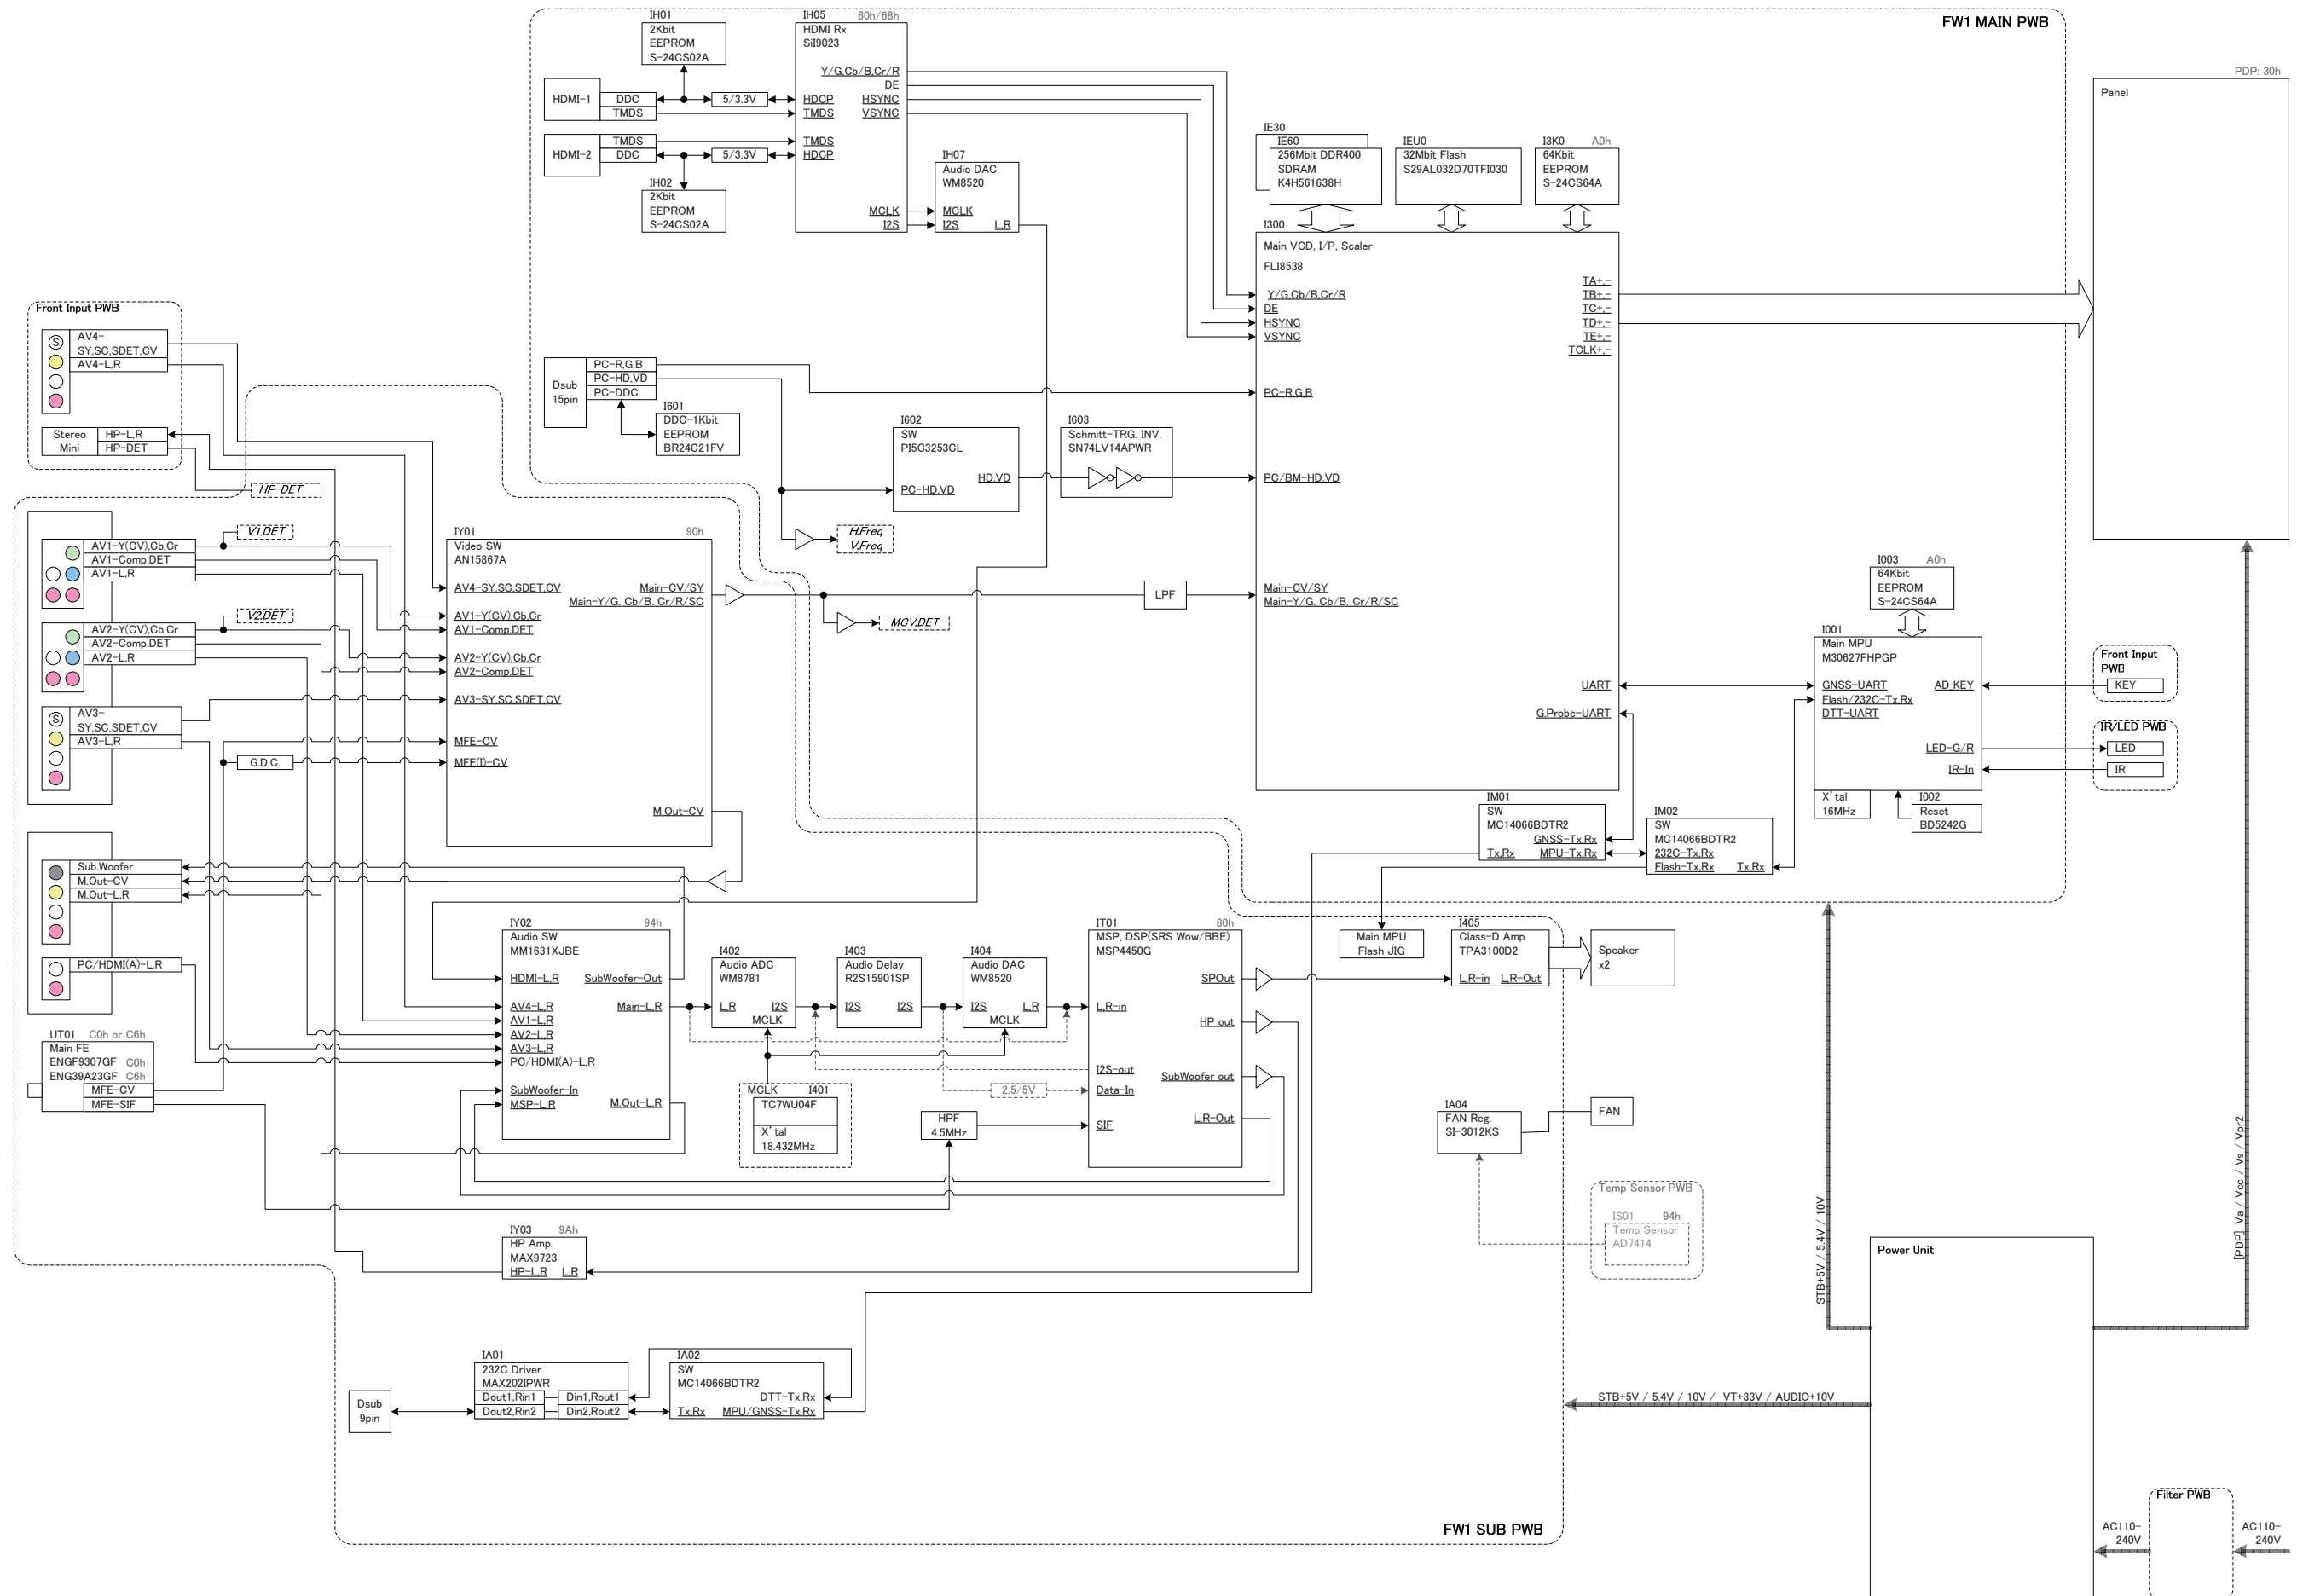 FW1 MAIN PWB
IH01
2Kbit
EEPROM
S-24CS02A
IH05 60h/68h
HDMI Rx
SiI9023
Y/G,Cb/B,Cr/R
DE
HDCP HSYNC
TMDS VSYNC
TMDS
HDCP
MCLK
I2S
HDMI-1
DDC
TMDS
5/3.3V
HDMI-2
TMDS
DDC
5/3.3V
IH02
2Kbit
EEPROM
S-24CS02A
IH07
Audio DAC
WM8520
MCLK
I2S L,R
IE30
IE60
256Mbit DDR400
SDRAM
K4H561638H
IEU0
32Mbit Flash
S29AL032D70TFI030
I3K0 A0h
64Kbit
EEPROM
S-24CS64A
PDP: 30h
Panel
I300
Main VCD, I/P, Scaler
FLI8538
Y/G,Cb/B,Cr/R
DE
HSYNC
VSYNC
TA+,-
TB+,-
TC+,-
TD+,-
TE+,-
TCLK+,-
PC-R,G,B
PC/BM-HD,VD
Main-CV/SY
Main-Y/G. Cb/B. Cr/R/SC
UART
G.Probe-UART
Front Input PWB
S
AV4-
SY,SC,SDET,CV
AV4-L,R
Stereo
Mini
HP-L,R
HP-DET
HP-DET
Dsub
15pin
PC-R,G,B
PC-HD,VD
PC-DDC
I601
DDC-1Kbit
EEPROM
BR24C21FV
I602
SW
PI5C3253CL
HD,VD
PC-HD,VD
I603
Schmitt-TRG. INV.
SN74LV14APWR
H.Freq
V.Freq
V1.DET
AV1-Y(CV),Cb,Cr
AV1-Comp.DET
AV1-L,R
V2.DET
AV2-Y(CV),Cb,Cr
AV2-Comp.DET
AV2-L,R
S
AV3-
SY,SC,SDET,CV
AV3-L,R
G.D.C.
IY01 90h
Video SW
AN15867A
AV4-SY,SC,SDET,CV
Main-CV/SY
Main-Y/G. Cb/B. Cr/R/SC
AV1-Y(CV),Cb,Cr
AV1-Comp.DET
AV2-Y(CV),Cb,Cr
AV2-Comp.DET
AV3-SY,SC,SDET,CV
MFE-CV
MFE(I)-CV
M.Out-CV
LPF
MCV.DET
I003 A0h
64Kbit
EEPROM
S-24CS64A
I001
Main MPU
M30627FHPGP
GNSS-UART AD KEY
Flash/232C-Tx,Rx
DTT-UART
LED-G/R
IR-In
X'tal
16MHz
I002
Reset
BD5242G
Front Input
PWB
KEY
IR/LED PWB
LED
IR
IM01
SW
MC14066BDTR2
GNSS-Tx,Rx
Tx,Rx MPU-Tx,Rx
IM02
SW
MC14066BDTR2
232C-Tx,Rx
Flash-Tx,Rx Tx,Rx
Sub.Woofer
M.Out-CV
M.Out-L,R
PC/HDMI(A)-L,R
UT01 C0h or C6h
Main FE
ENGF9307GF C0h
ENG39A23GF C6h
MFE-CV
MFE-SIF
IY02 94h
Audio SW
MM1631XJBE
HDMI-L,R SubWoofer-Out
AV4-L,R Main-L,R
AV1-L,R
AV2-L,R
AV3-L,R
PC/HDMI(A)-L,R
SubWoofer-In
MSP-L,R M.Out-L,R
I402
Audio ADC
WM8781
L,R I2S
MCLK
I403
Audio Delay
R2S15901SP
I2S I2S
I404
Audio DAC
WM8520
I2S L,R
MCLK
MCLK I401
TC7WU04F
X'tal
18.432MHz
2.5/5V
HPF
4.5MHz
IT01 80h
MSP, DSP(SRS Wow/BBE)
MSP4450G
SPOut
L,R-in
HP out
I2S-out
SubWoofer out
Data-In
L,R-Out
SIF
Main MPU
Flash JIG
I405
Class-D Amp
TPA3100D2
L,R-in L,R-Out
Speaker
x2
IA04
FAN Reg.
SI-3012KS
FAN
Temp Sensor PWB
IS01 94h
Temp Sensor
AD7414
IY03 9Ah
HP Amp
MAX9723
HP-L,R L,R
IA01
232C Driver
MAX202IPWR
Dout1,Rin1 Din1,Rout1
Dout2,Rin2 Din2,Rout2
IA02
SW
MC14066BDTR2
DTT-Tx,Rx
Tx,Rx MPU/GNSS-Tx,Rx
Dsub
9pin
STB+5V / 5.4V / 10V
[PDP]: Va / Vcc / Vs / Vpr2
Power Unit
STB+5V / 5.4V / 10V / VT+33V / AUDIO+10V
FW1 SUB PWB
Filter PWB
AC110-
240V
AC110-
240V